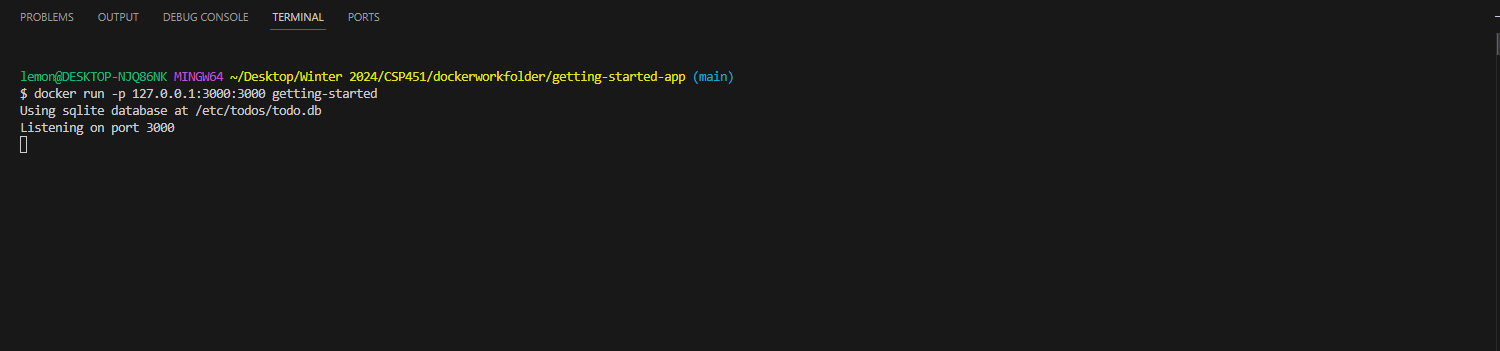 PROBLEMS OUTPUT DEBUG CONSOLE TERMINAL PORTS
lemon@DESKTOP-NJQ86NK MINGW64 ~/Desktop/Winter 2024/CSP451/dockerworkfolder/getting-started-app (main)
$ docker run -p 127.0.0.1:3000:3000 getting-started
Using sqlite database at /etc/todos/todo.db
Listening on port 3000